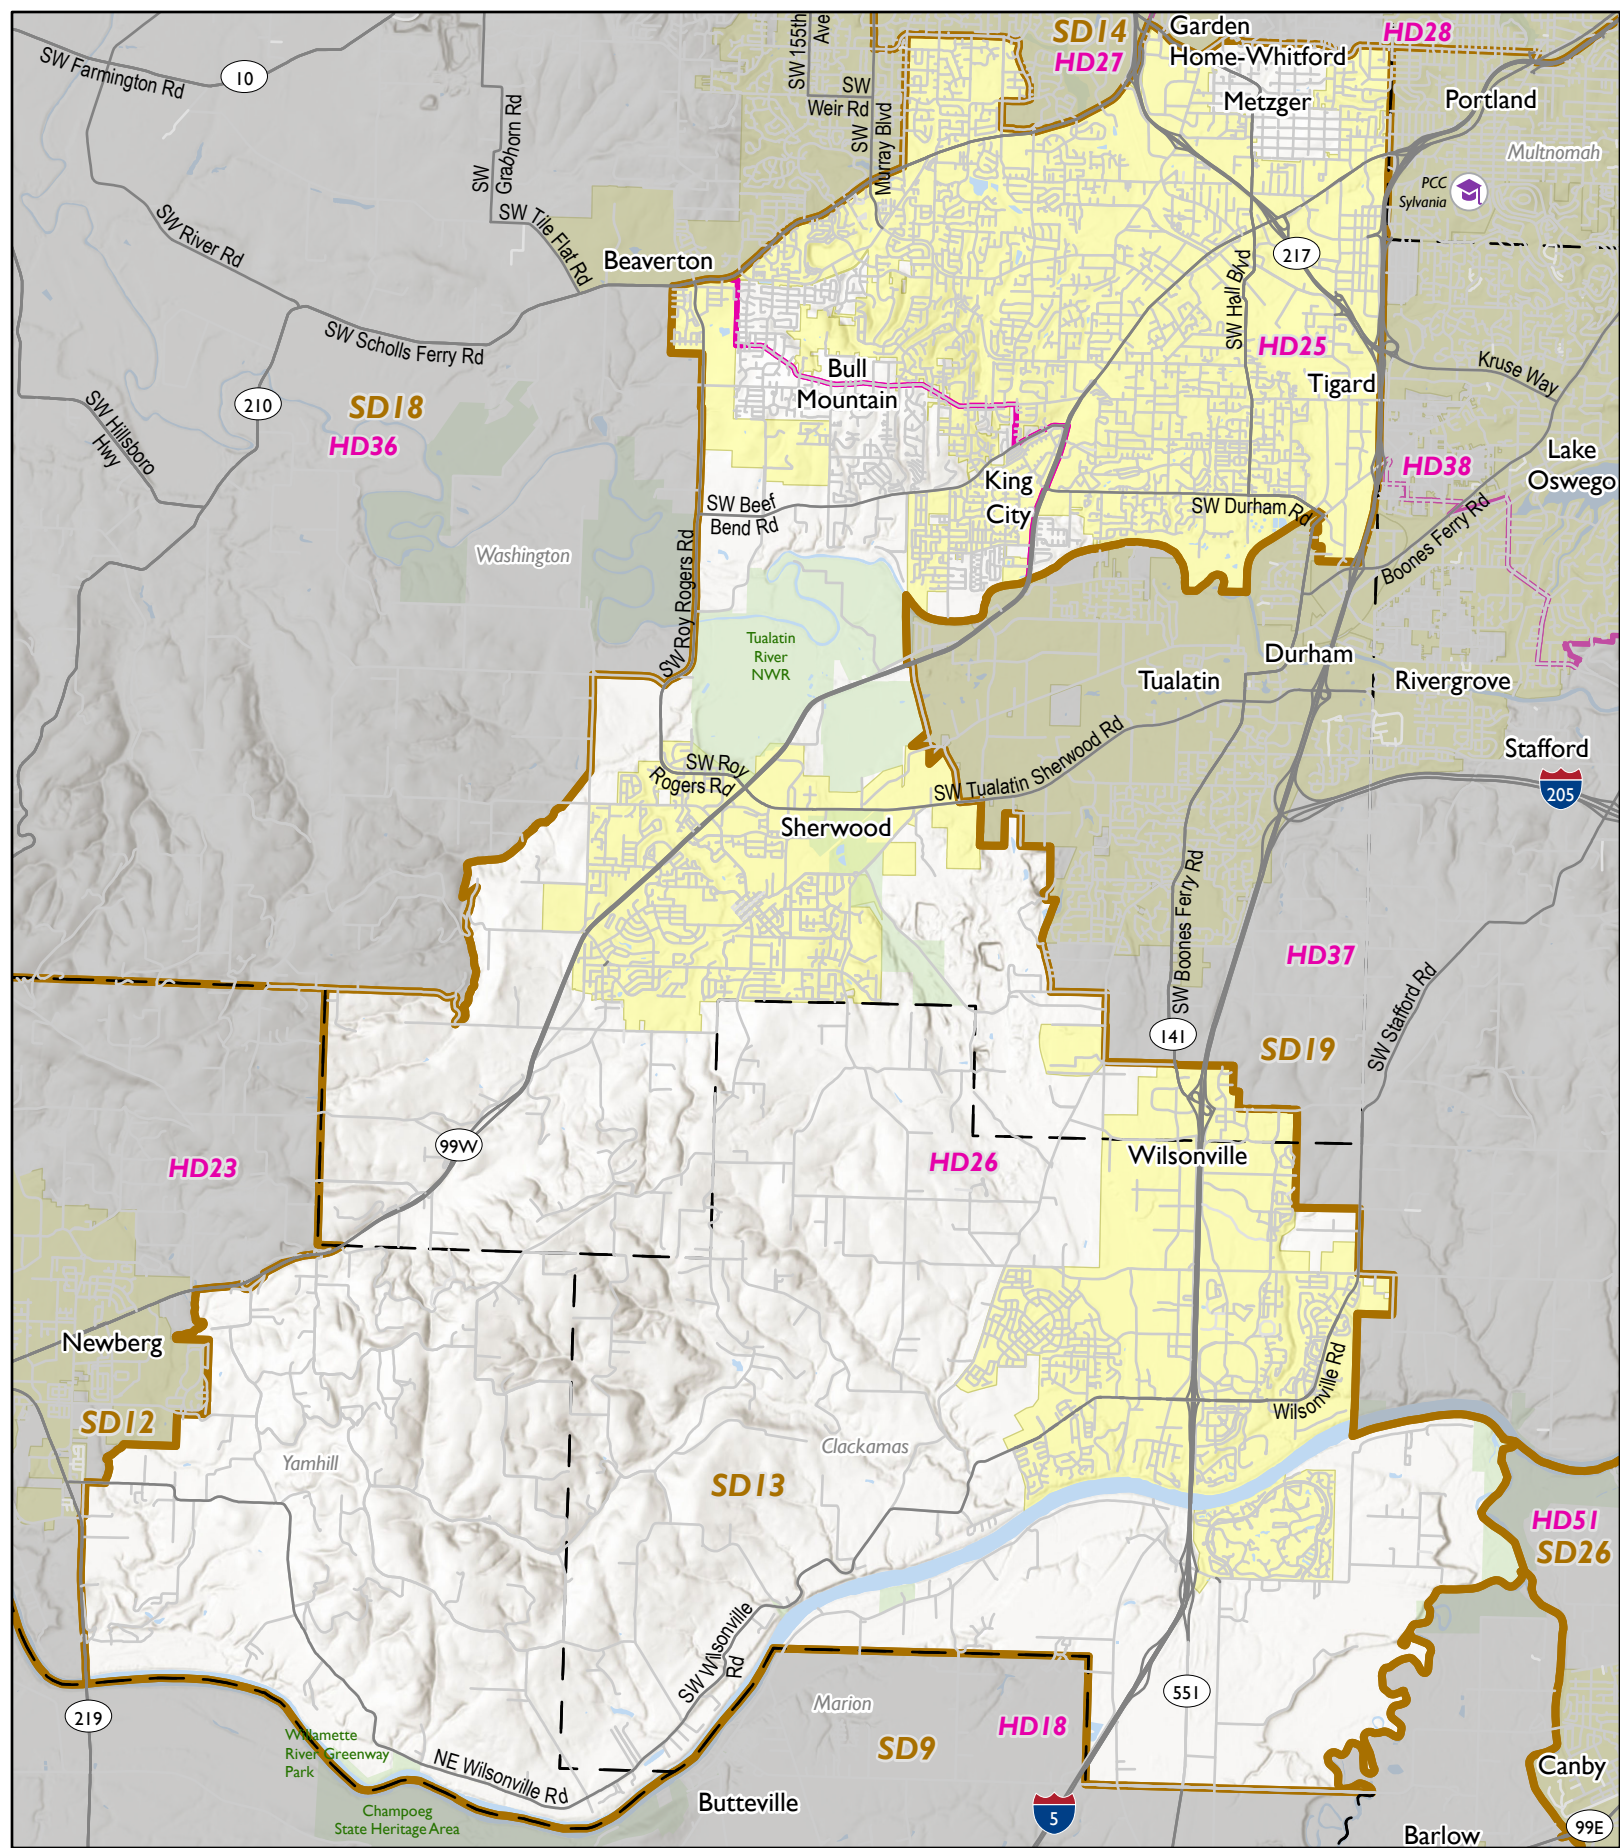 SW Farmington Rd
10
SW
Grabhorn Rd
SW 155th
Ave
SW
Weir Rd
SW
Murray Blvd
SD14
HD27
Garden
Home-Whitford
Metzger
HD28
Portland
Multnomah
PCC
Sylvania
SW River Rd
SW Tile Flat Rd
Beaverton
217
SW Hall Blvd
HD25
Tigard
Kruse Way
SW Scholls Ferry Rd
210
SW Hillsboro
Hwy
SD18
HD36
Bull
Mountain
King
City
SW Beef
Bend Rd
SW Durham Rd
HD38
Lake
Oswego
Boones Ferry Rd
Washington
SW Roy Rogers Rd
Tualatin
River
NWR
Durham
Tualatin
Rivergrove
Stafford
205
SW Roy
Rogers Rd
SW Tualatin Sherwood Rd
Sherwood
SW Boones Ferry Rd
HD37
SD19
SW Stafford Rd
141
99W
HD23
HD26
Wilsonville
Newberg
SD12
Yamhill
Clackamas
SD13
Wilsonville Rd
HD51
SD26
SW Wilsonville
Rd
219
Willamette
River Greenway
Park
NE Wilsonville Rd
Champoeg
State Heritage Area
Marion
HD18
SD9
Butteville
551
5
Canby
Barlow
99E